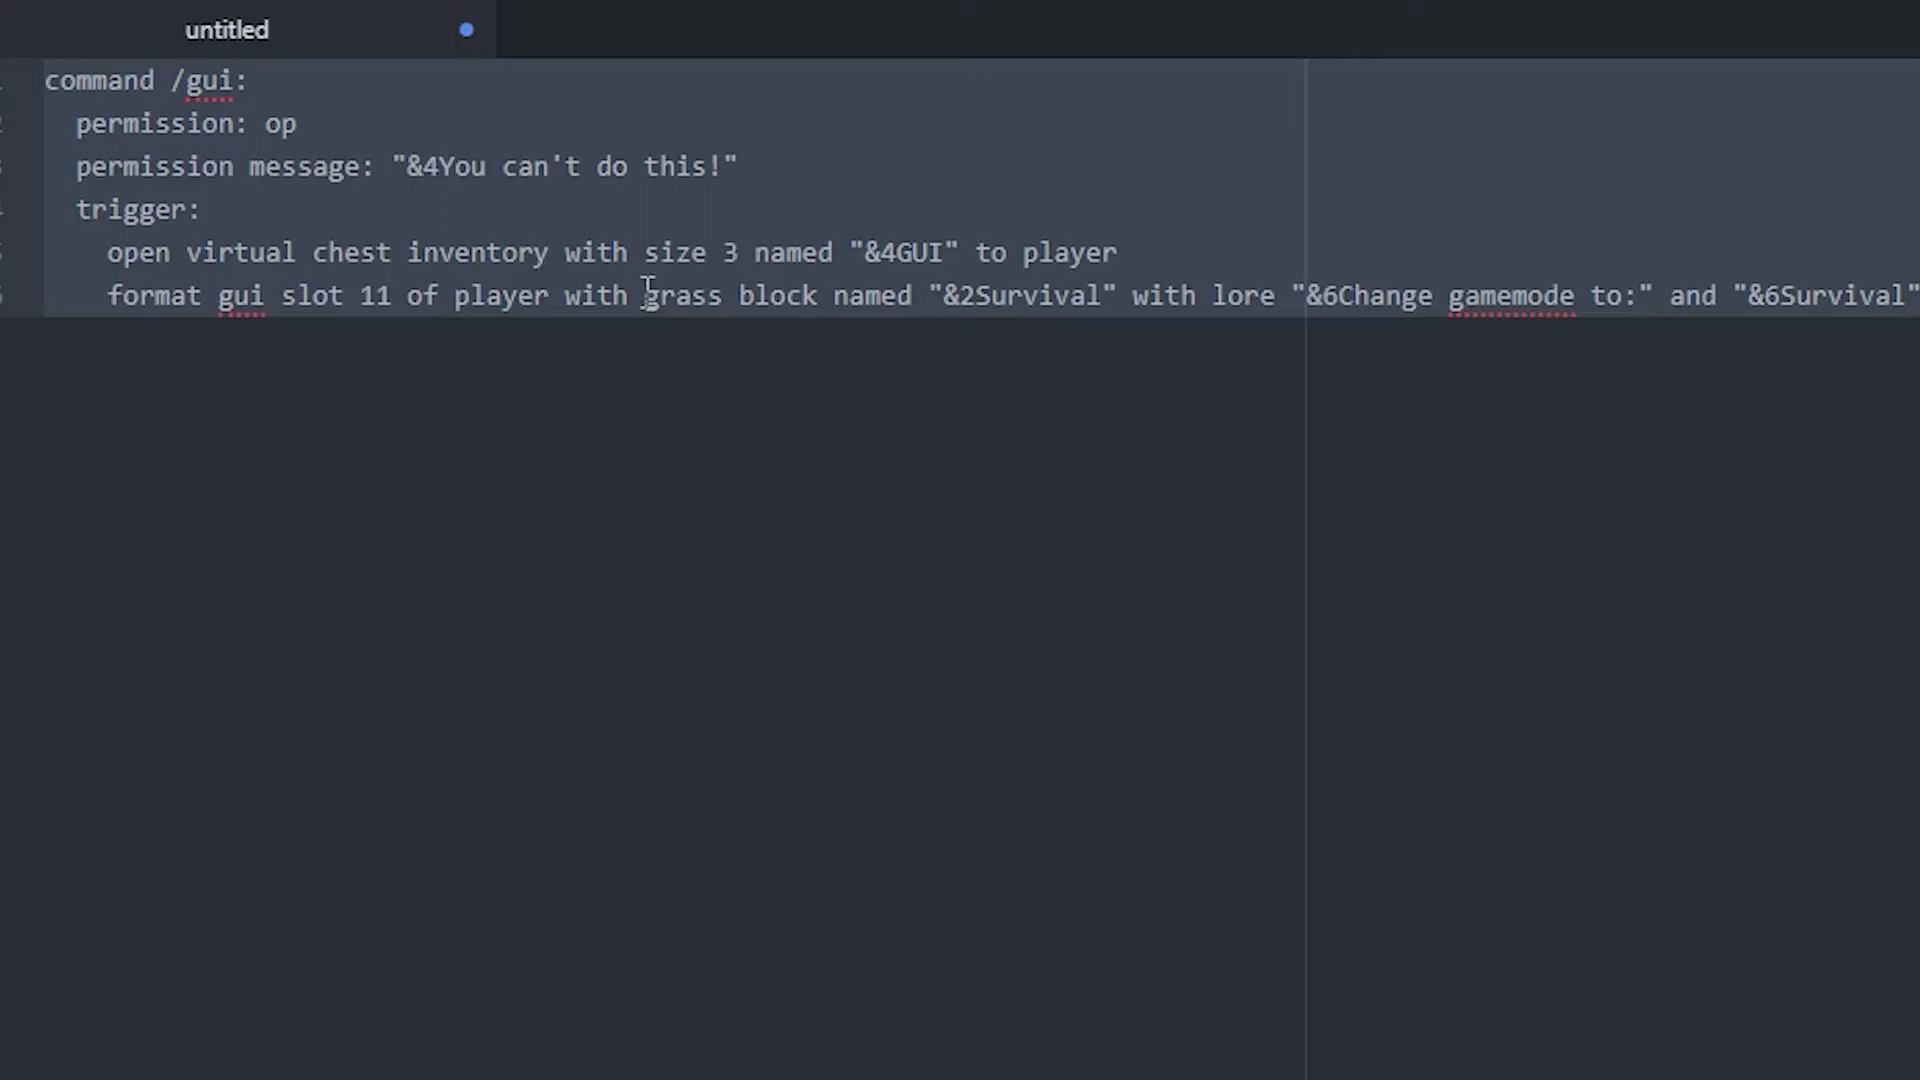 untitled
command /gui:
permission: op
permission message: "&4You can't do this!"
trigger:
open virtual chest inventory with size 3 named "&4GUI" to player
format gui slot 11 of player with grass block named "&2Survival" with lore "&6Change gamemode to:" and "&6Survival"